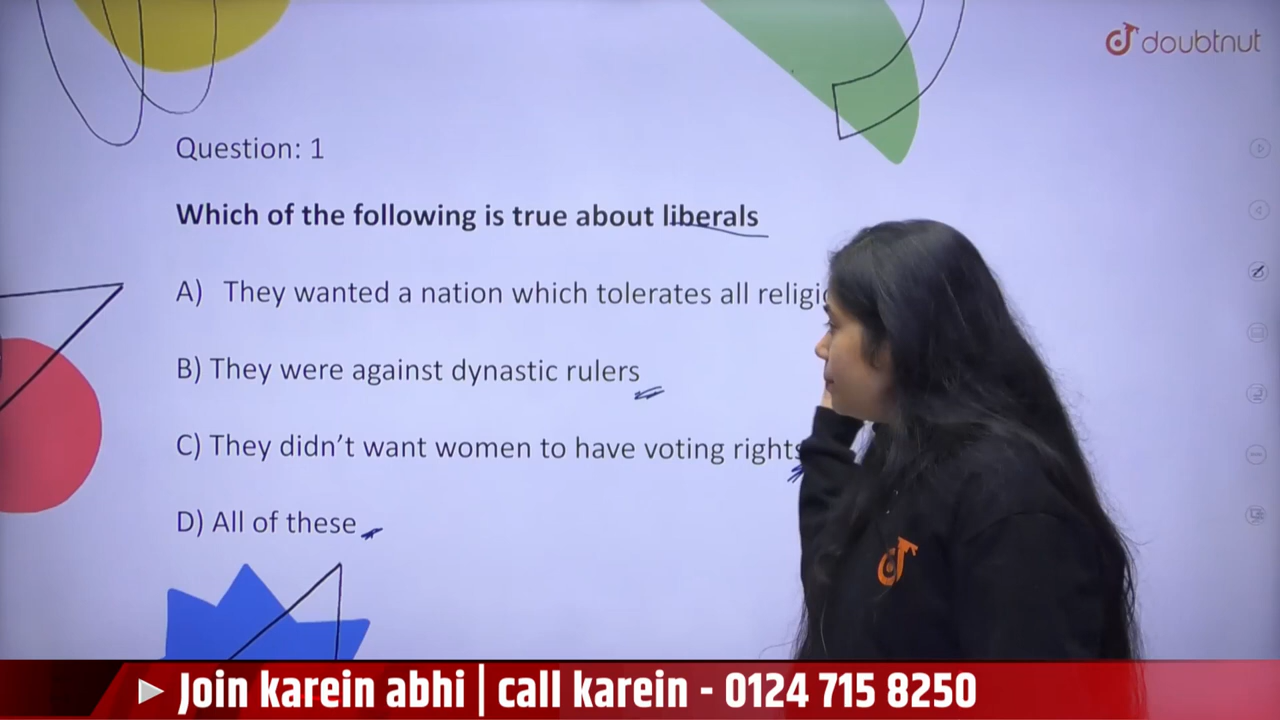 doubtnut
Question: 1
Which of the following is true about liberals
A) They wanted a nation which tolerates all
B) They were against dynastic rulers
C) They didn't want women to have voting rights
D) All of these
Join karein abhi | call karein - 0124 715 8250